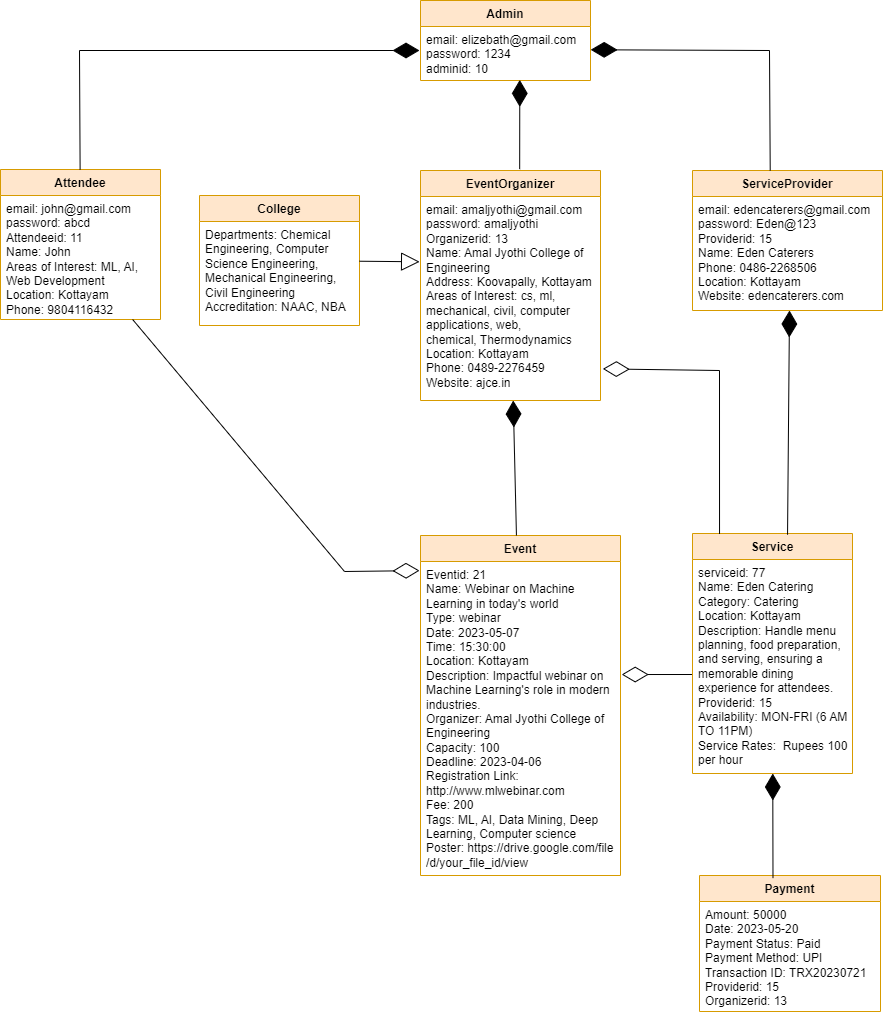 Admin
email: elizebath@gmail.com
password: 1234
adminid: 10
Attendee
email: john@gmail.com
password: abcd
Attendeeid: 11
Name: John
Areas of Interest: ML, AI,
Web Development
Location: Kottayam
Phone: 9804116432
College
Departments: Chemical
Engineering, Computer
Science Engineering,
Mechanical Engineering,
Civil Engineering
Accreditation: NAAC, NBA
EventOrganizer
email: amaljyothi@gmail.com
password: amaljyothi
Organizerid: 13
Name: Amal Jyothi College of
Engineering
Address: Koovapally, Kottayam
Areas of Interest: cs, ml,
mechanical, civil, computer
applications, web,
chemical, Thermodynamics
Location: Kottayam
Phone: 0489-2276459
Website: ajce.in
ServiceProvider
email: edencaterers@gmail.com
password: Eden@123
Providerid: 15
Name: Eden Caterers
Phone: 0486-2268506
Location: Kottayam
Website: edencaterers.com
Event
Eventid: 21
Name: Webinar on Machine
Learning in today's world
Type: webinar
Date: 2023-05-07
Time: 15:30:00
Location: Kottayam
Description: Impactful webinar on
Machine Learning's role in modern
industries.
Organizer: Amal Jyothi College of
Engineering
Capacity: 100
Deadline: 2023-04-06
Registration Link:
http://www.mlwebinar.com
Fee: 200
Tags: ML, AI, Data Mining, Deep
Learning, Computer science
Poster: https://drive.google.com/file
/d/your_file_id/view
Service
serviceid: 77
Name: Eden Catering
Category: Catering
Location: Kottayam
Description: Handle menu
planning, food preparation,
and serving, ensuring a
memorable dining
experience for attendees.
Providerid: 15
Availability: MON-FRI (6 AM
TO 11PM)
Service Rates:  Rupees 100
per hour
Payment
Amount: 50000
Date: 2023-05-20
Payment Status: Paid
Payment Method: UPI
Transaction ID: TRX20230721
Providerid: 15
Organizerid: 13